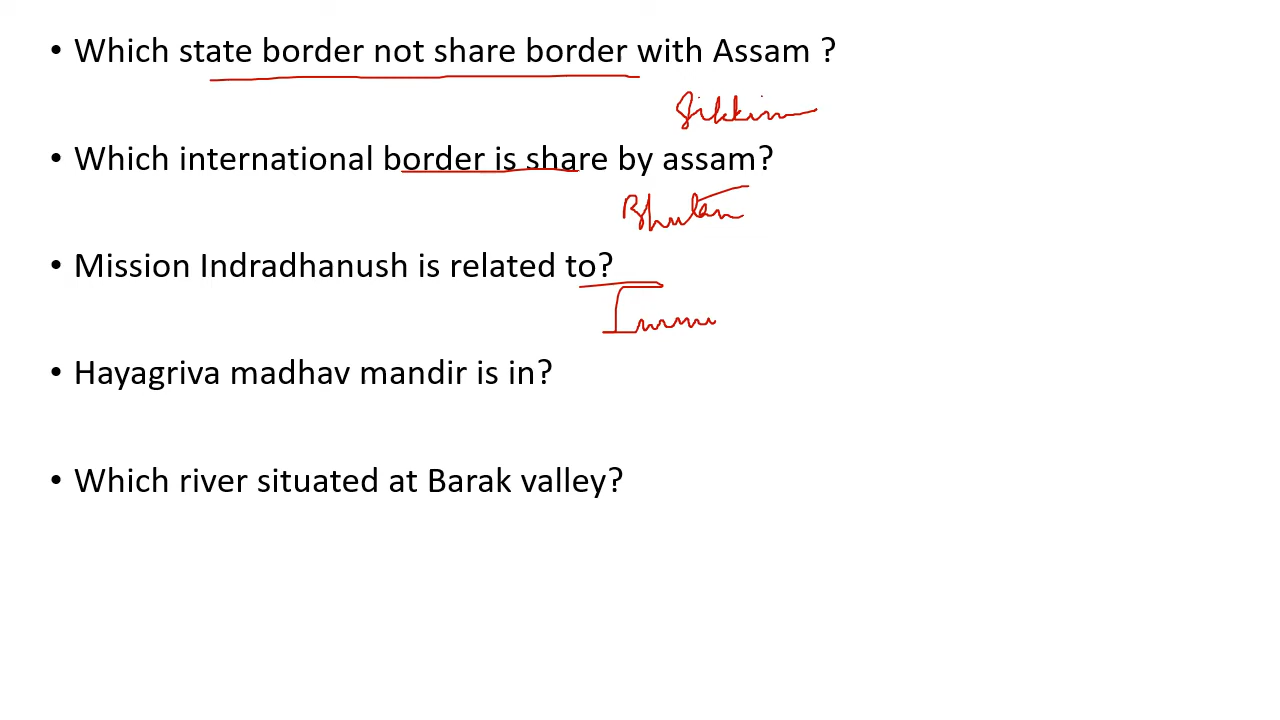 • Which state border not share border with Assam ?
Sikkim
• Which international border is share by assam?
Bhutan
• Mission Indradhanush is related to?
Immu
• Hayagriva madhav mandir is in?
• Which river situated at Barak valley?